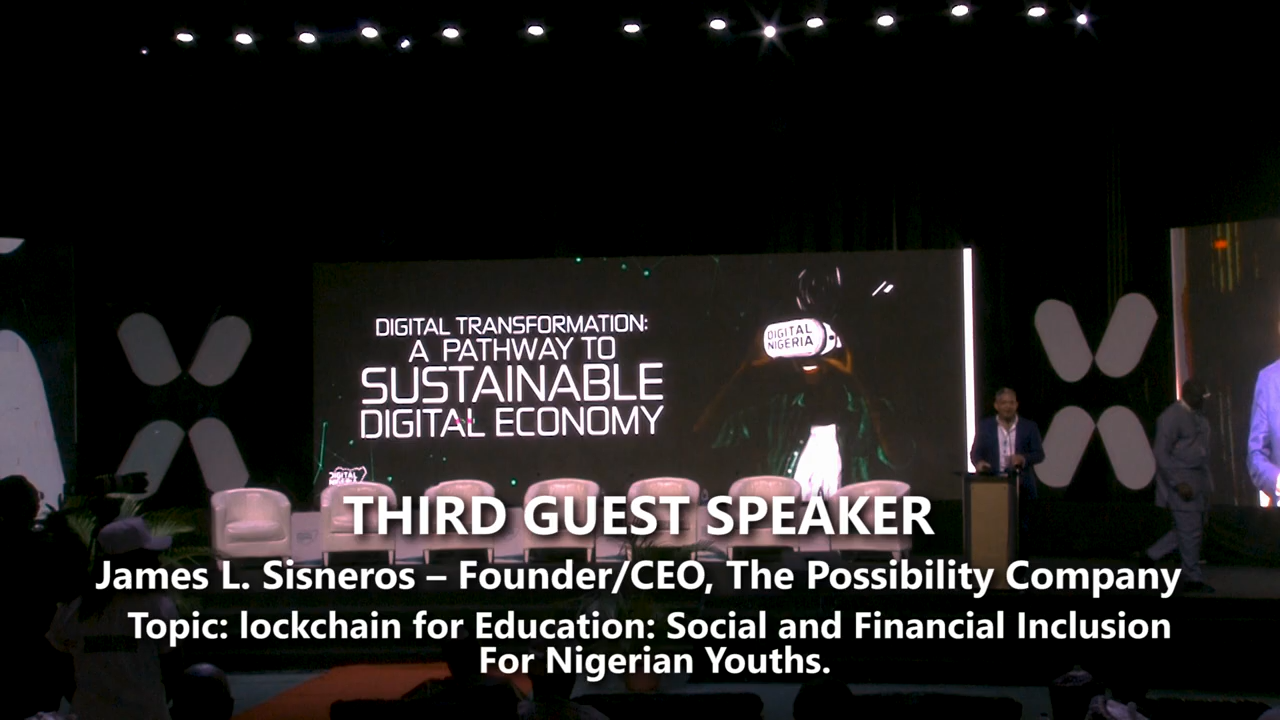 DIGITAL TRANSFORMATION:
A PATHWAY TO
SUSTAINABLE
DIGITAL ECONOMY
DIGITAL
NIGERIA
DIGITAL
THIRD GUEST SPEAKER
James L. Sisneros – Founder/CEO, The Possibility Company
Topic: lockchain for Education: Social and Financial Inclusion
For Nigerian Youths.